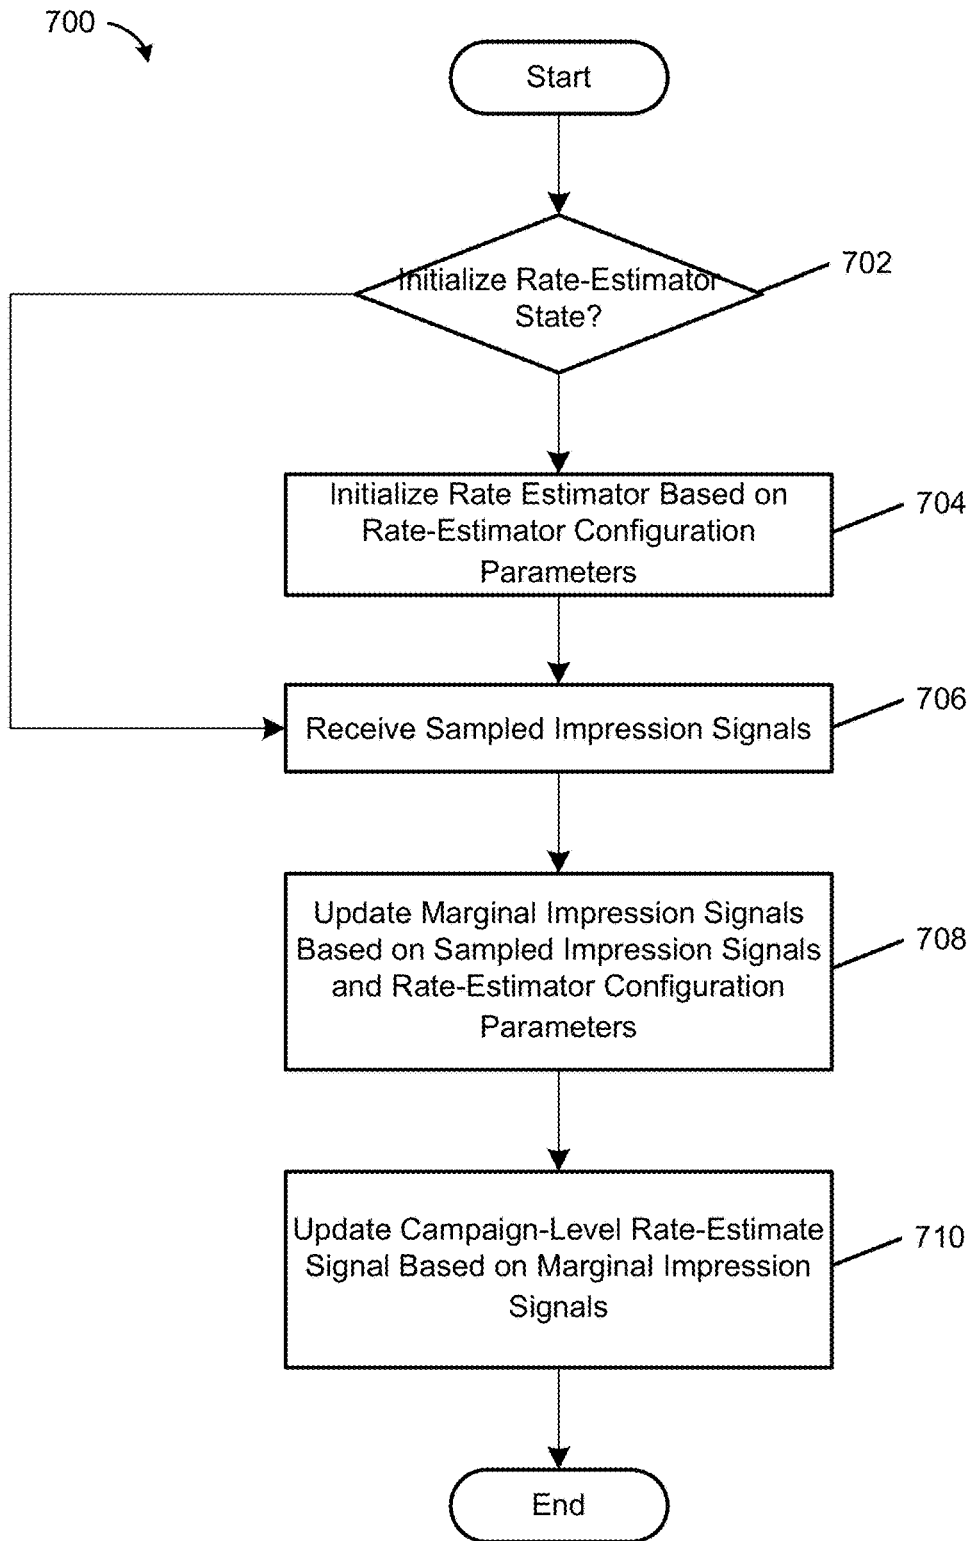 700
Start
Initialize Rate-Estimator
State?
702
Initialize Rate Estimator Based on
Rate-Estimator Configuration
Parameters
704
Receive Sampled Impression Signals
706
Update Marginal Impression Signals
Based on Sampled Impression Signals
and Rate-Estimator Configuration
Parameters
708
Update Campaign-Level Rate-Estimate
Signal Based on Marginal Impression
Signals
710
End